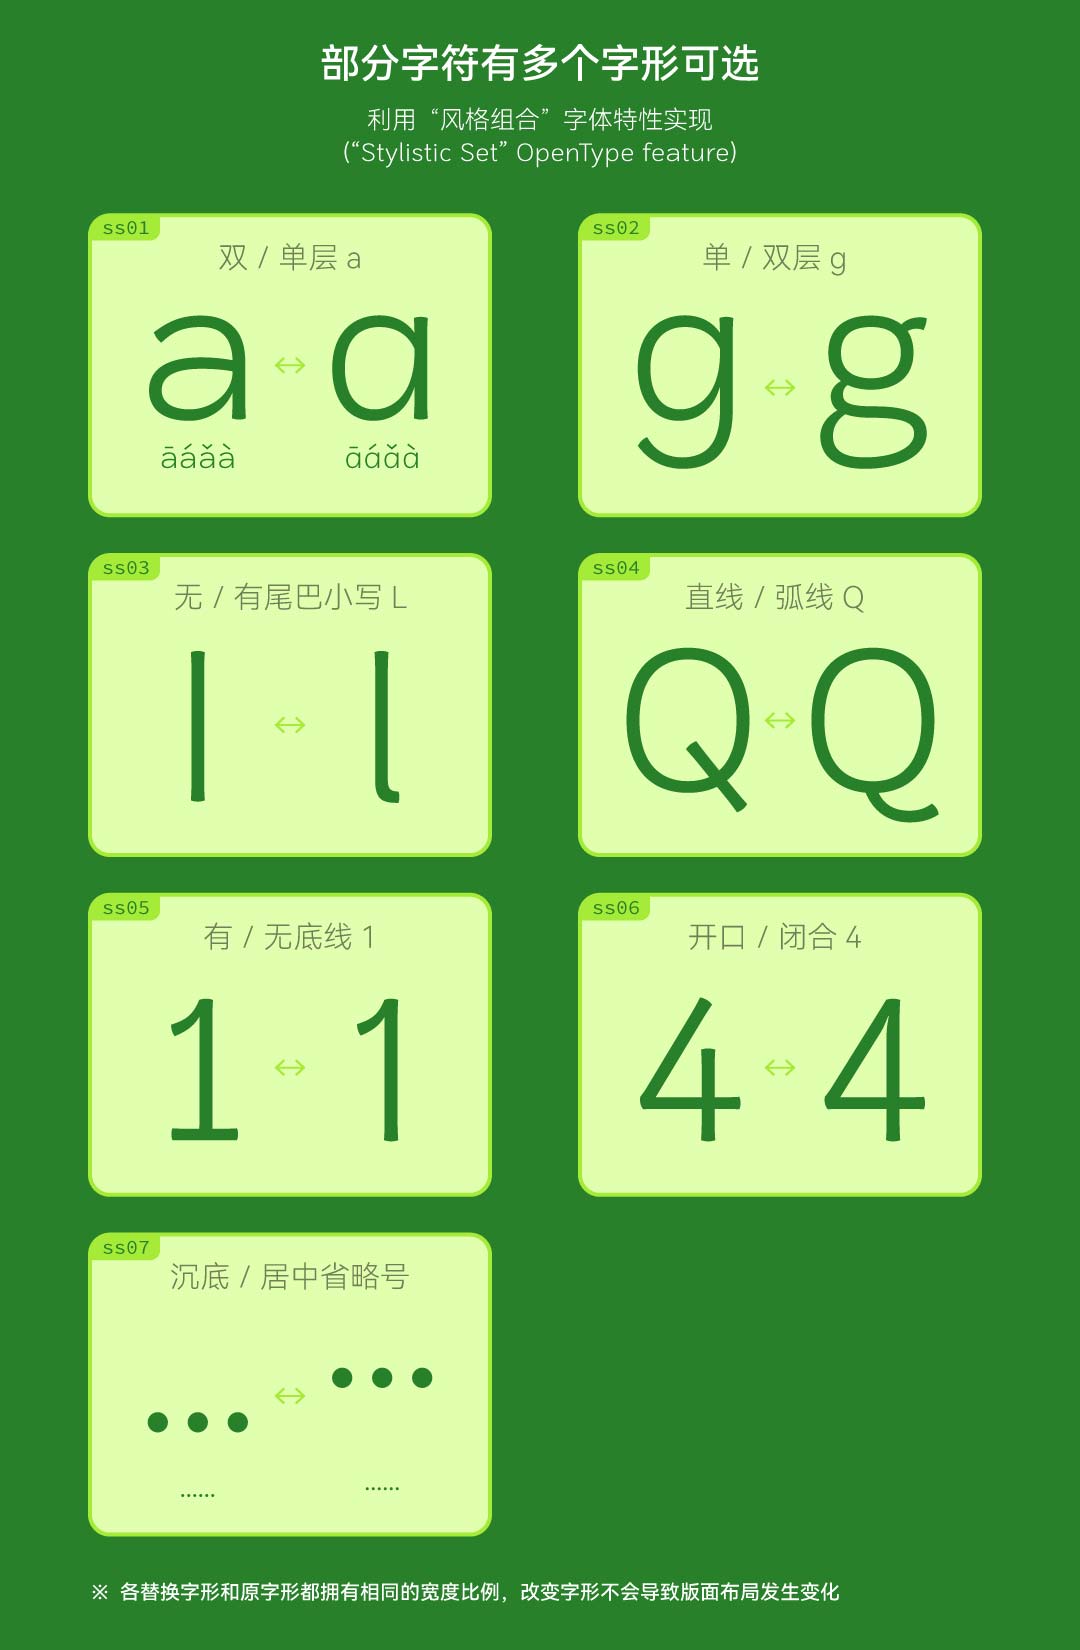 部分字符有多个字形可选
利用“风格组合”字体特性实现
(“Stylistic Set” OpenType feature)
ss01
双 / 单层 a
a ↔ ɑ
āáǎà ɑ̄ɑ́ɑ̌ɑ̀
ss02
单 / 双层 g
g ↔ g
ss03
无 / 有尾巴小写 L
l ↔ l
ss04
直线 / 弧线 Q
Q ↔ Q
ss05
有 / 无底线 1
1 ↔ 1
ss06
开口 / 闭合 4
4 ↔ 4
ss07
沉底 / 居中省略号
… ↔ ⋯
…… ⋯⋯
※ 各替换字形和原字形都拥有相同的宽度比例，改变字形不会导致版面布局发生变化